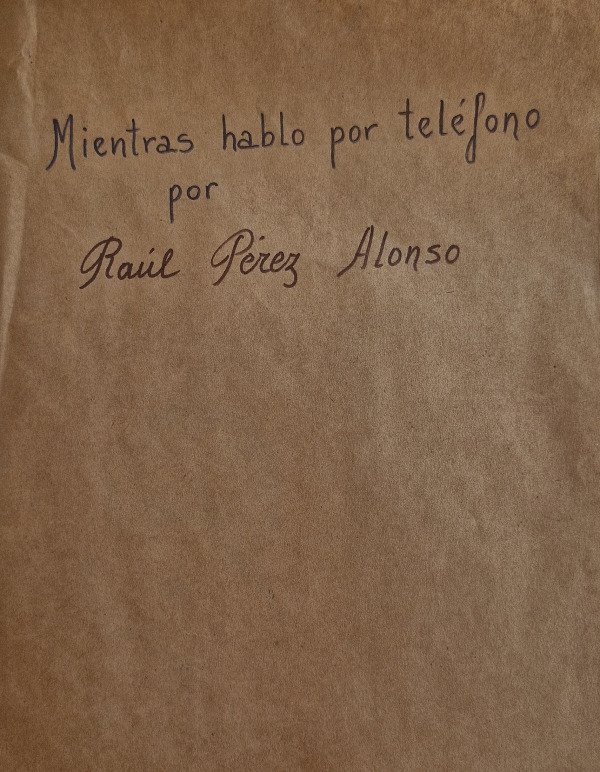 Mientras hablo por teléfono
por
Raúl Pérez Alonso